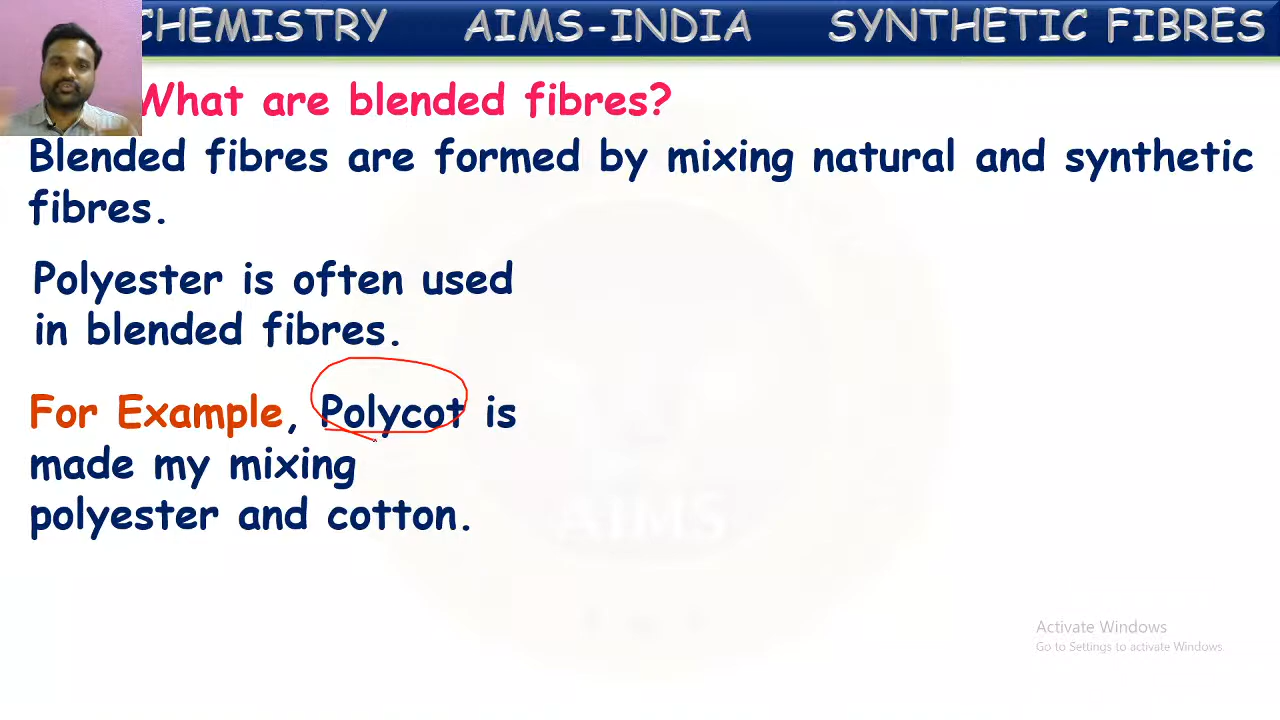 CHEMISTRY AIMS-INDIA SYNTHETIC FIBRES
What are blended fibres?
Blended fibres are formed by mixing natural and synthetic
fibres.
Polyester is often used
in blended fibres.
For Example, Polycot is
made my mixing
polyester and cotton.
AIMS
Activate Windows
Go to Settings to activate Windows.